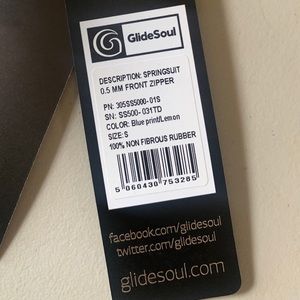 GlideSoul
DESCRIPTION: SPRINGSUIT
0.5 MM FRONT ZIPPER
PN: 305SS5000-01S
SN: SS500-031TD
COLOR: Blue print/Lemon
SIZE:S
100% NON FIBROUS RUBBER
5 060430 753285
facebook.com/glidesoul
twitter.com/glidesoul
glidesoul.com